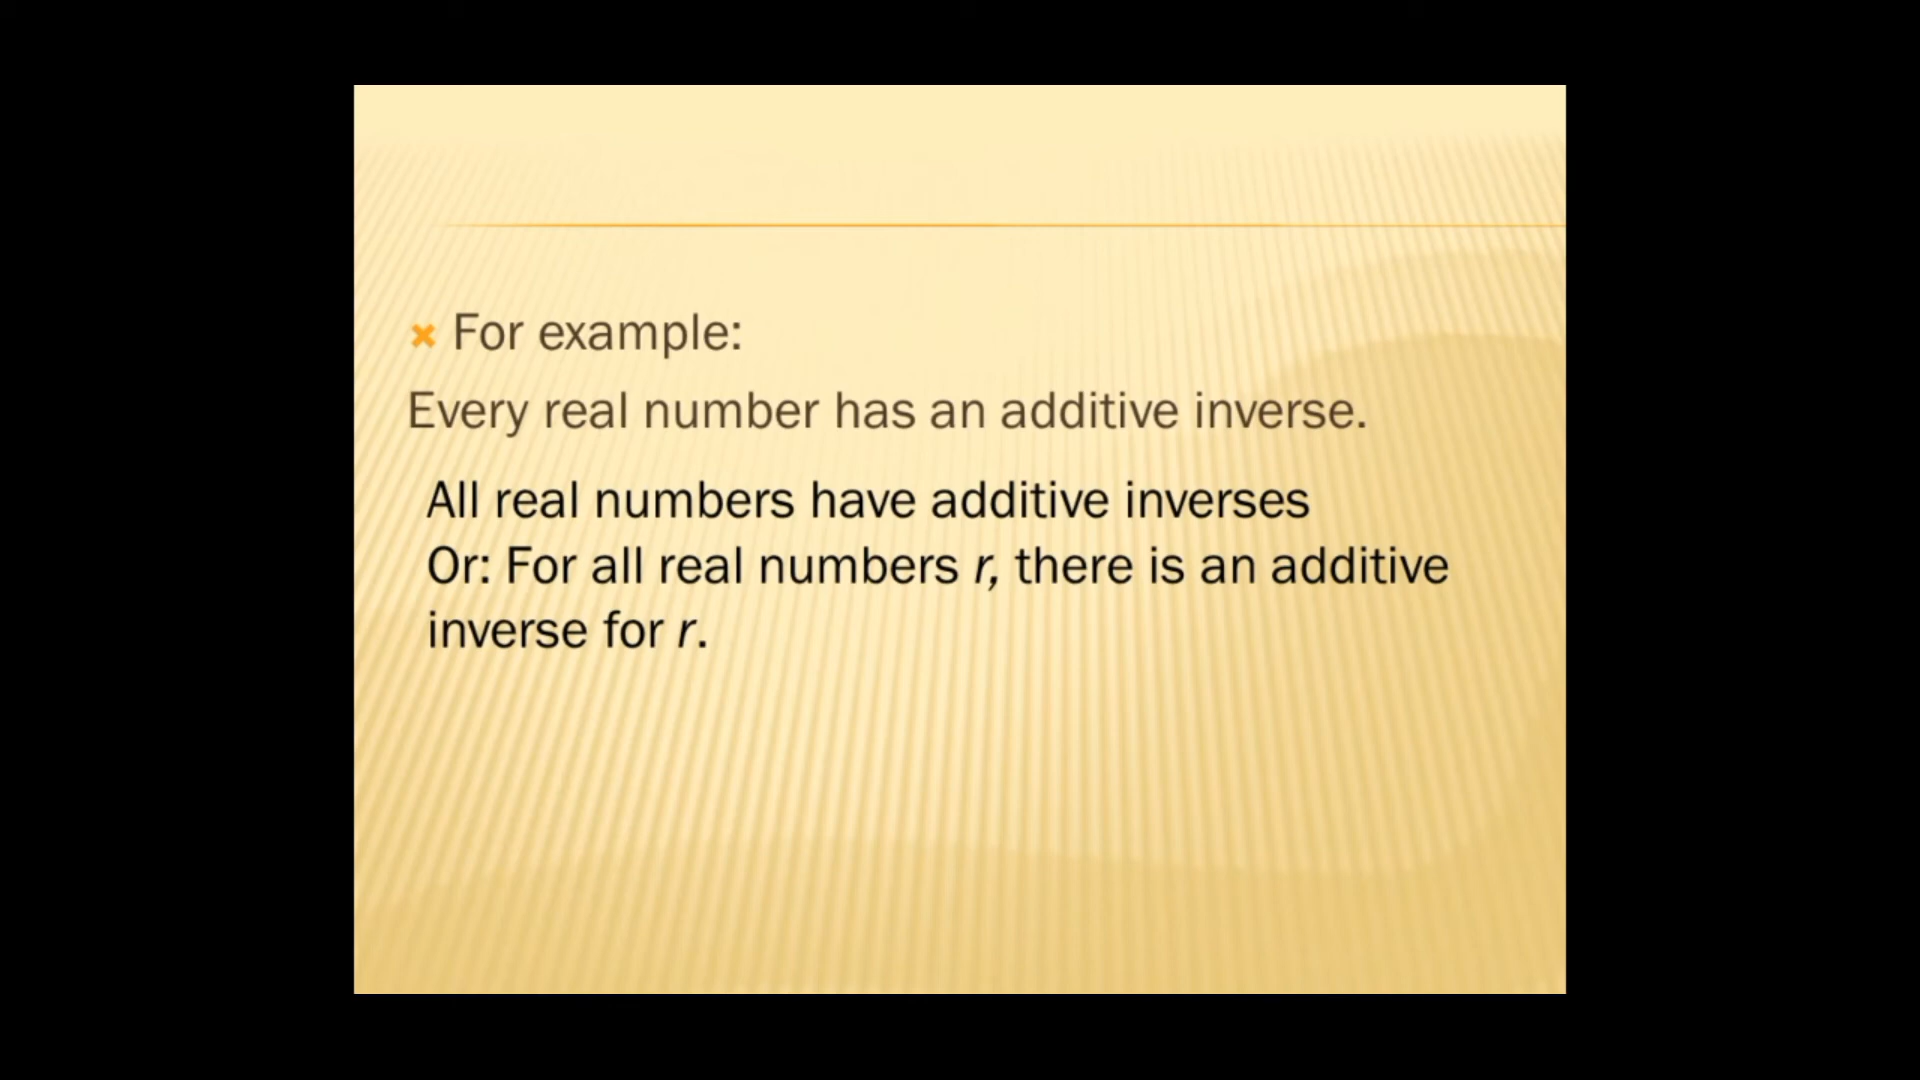 For example:
Every real number has an additive inverse.
All real numbers have additive inverses
Or: For all real numbers r, there is an additive
inverse for r.